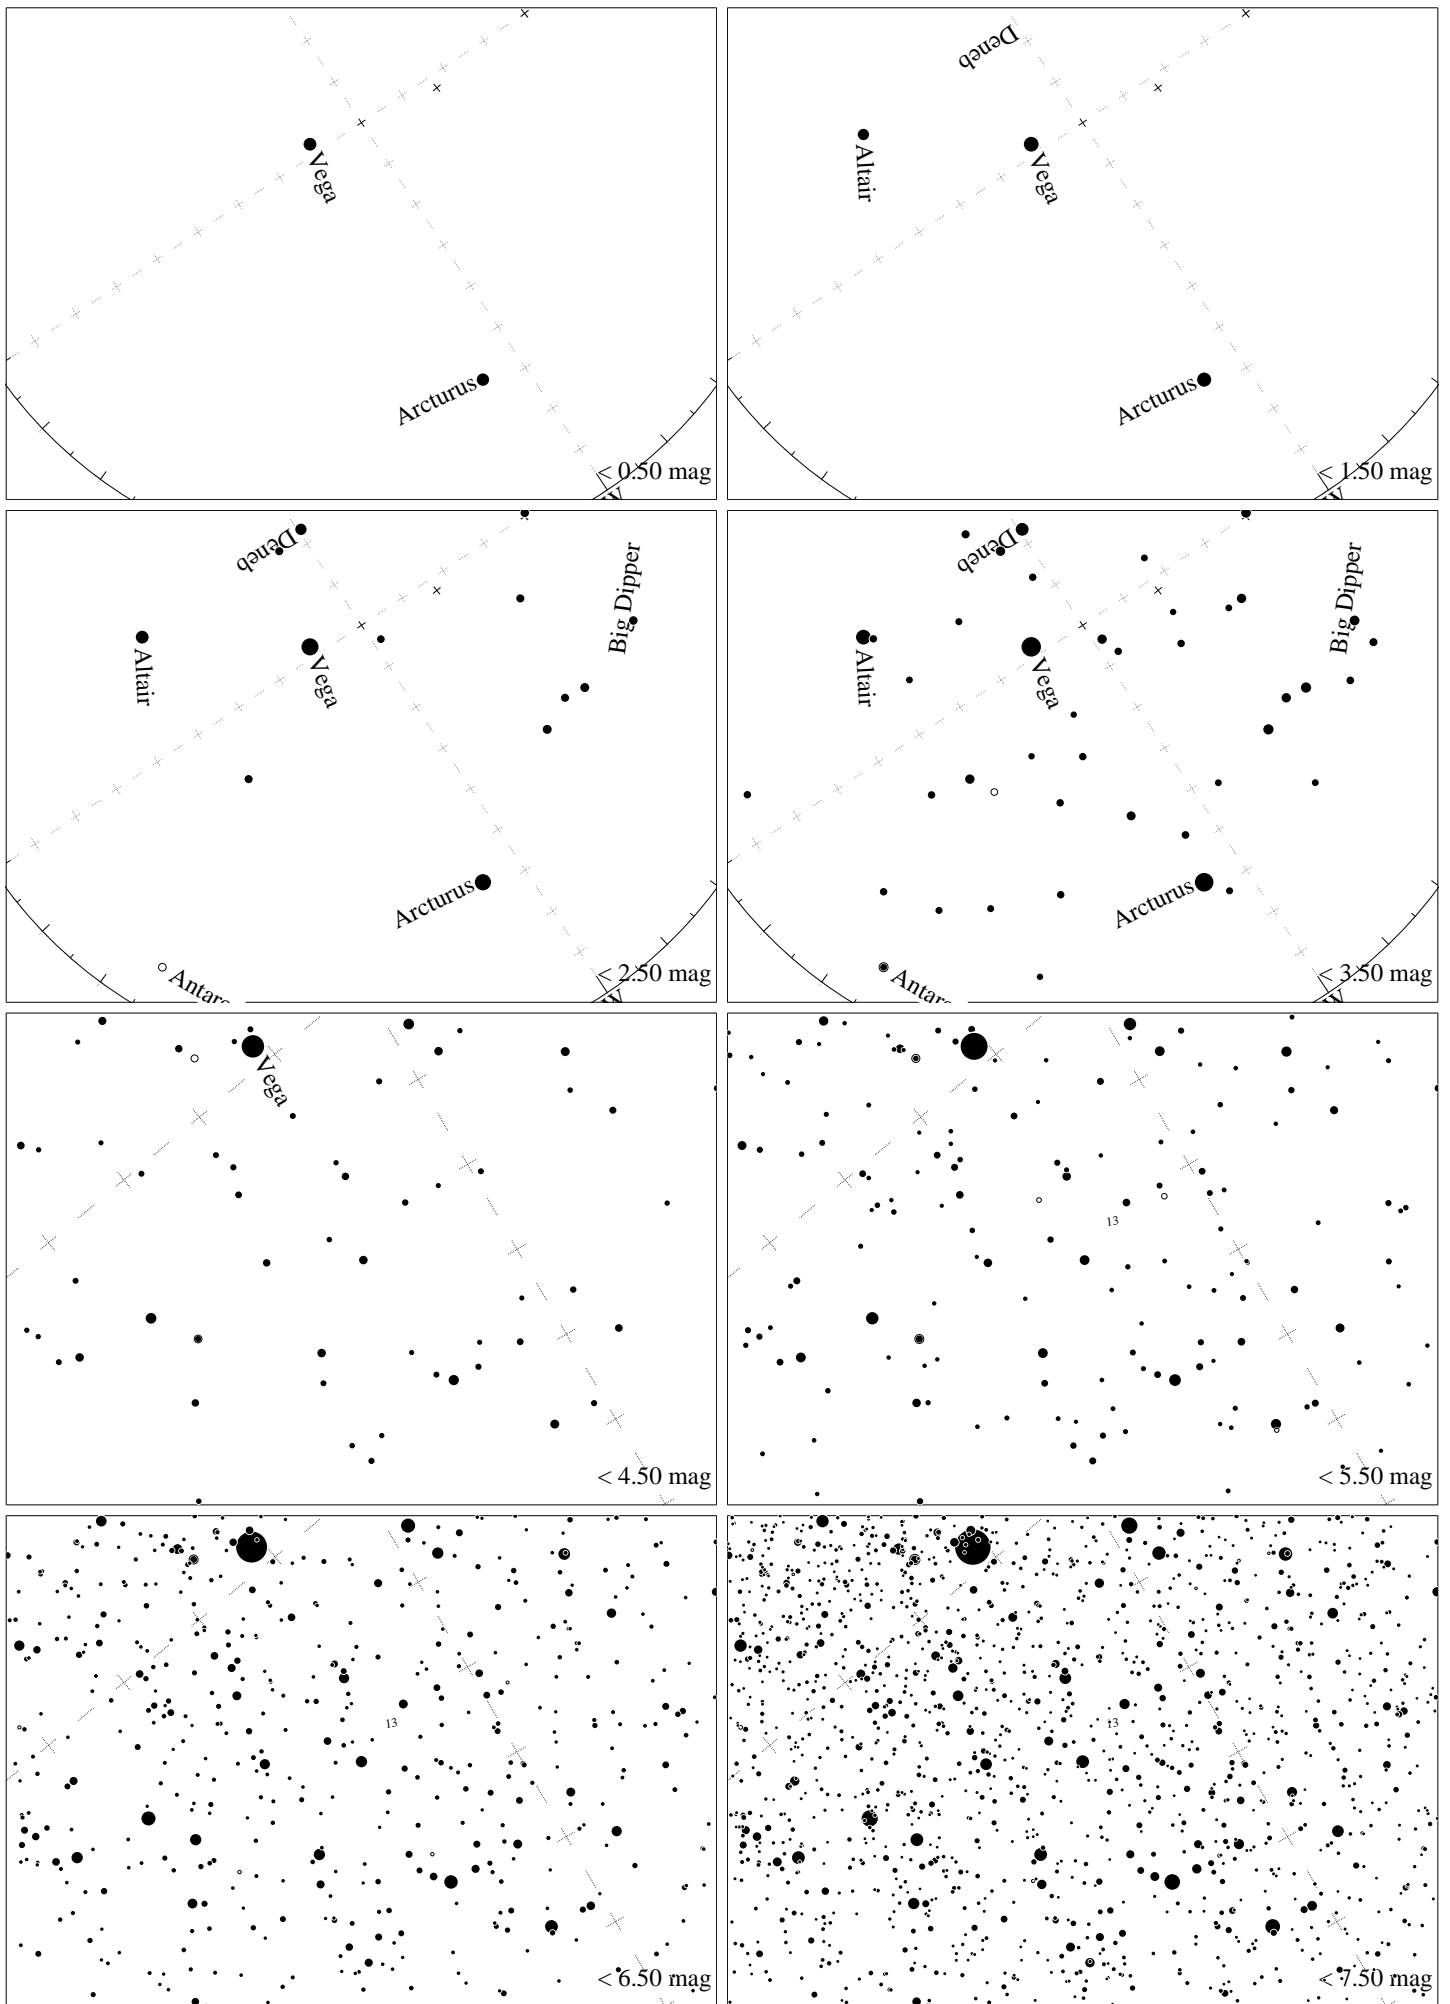 Vega
Arcturus
W
< 0.50 mag
Deneb
Altair
Vega
Arcturus
W
< 1.50 mag
Deneb
Big Dipper
Altair
Vega
Arcturus
Antares
W
< 2.50 mag
Deneb
Big Dipper
Altair
Vega
Arcturus
Antares
W
< 3.50 mag
Vega
< 4.50 mag
13
< 5.50 mag
13
< 6.50 mag
13
< 7.50 mag